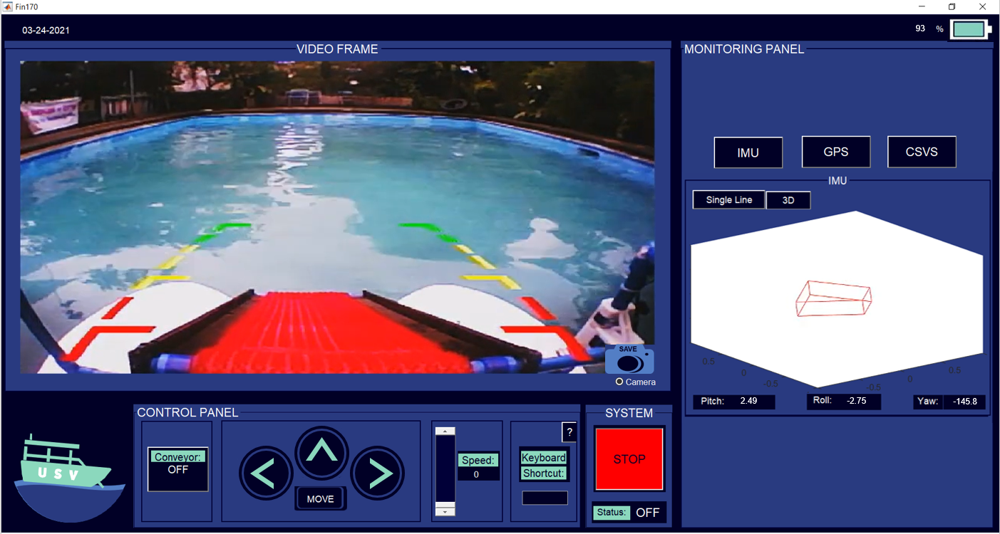 Fin170
03-24-2021
93 %
VIDEO FRAME
MONITORING PANEL
IMU
GPS
CSVS
IMU
Single Line
3D
0.5
0
-0.5
-0.5
0
0.5
Pitch: 2.49
Roll: -2.75
Yaw: -145.8
SAVE
Camera
CONTROL PANEL
Conveyor:
OFF
MOVE
Speed:
0
?
Keyboard
Shortcut:
SYSTEM
STOP
Status: OFF
USV